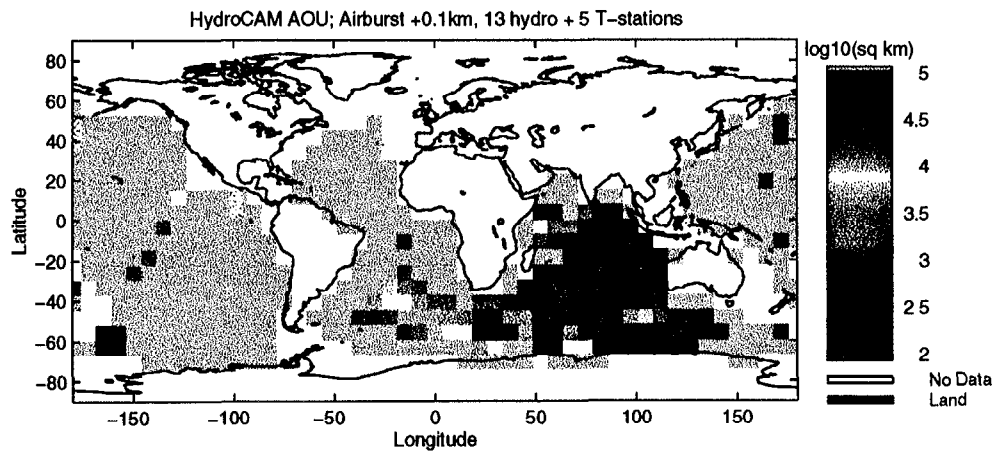 HydroCAM AOU; Airburst +0.1km, 13 hydro + 5 T-stations
log10(sq km)
80
60
40
20
0
-20
-40
-60
-80
Latitude
-150 -100 -50 0 50 100 150
Longitude
5
4.5
4
3.5
3
2 5
2
No Data
Land